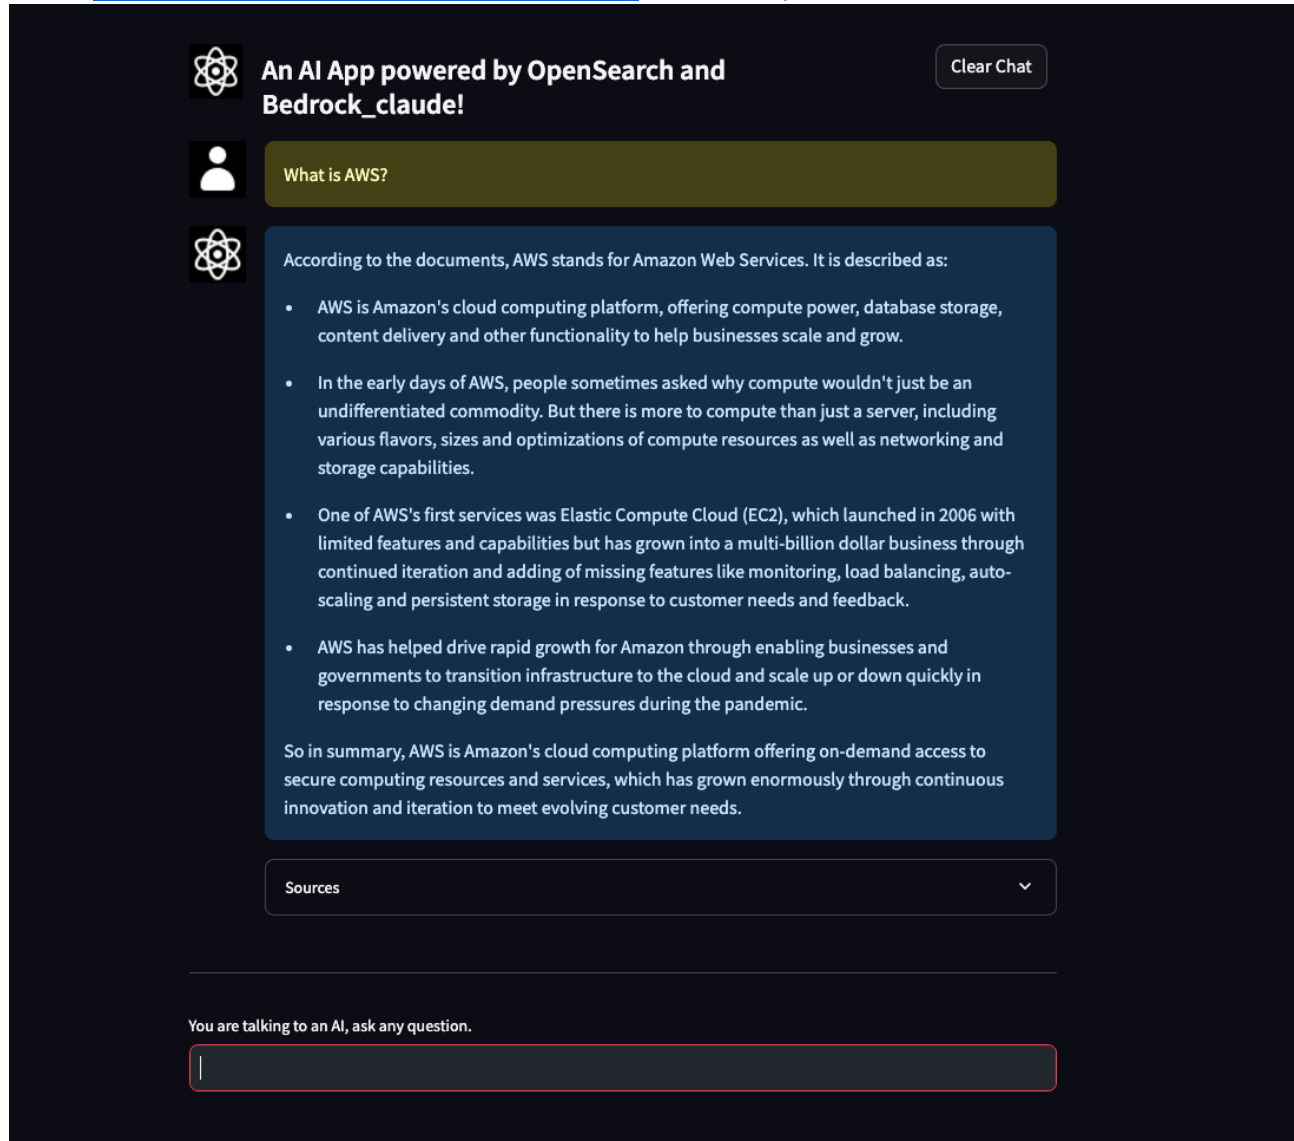 An AI App powered by OpenSearch and
Bedrock_claude!
Clear Chat
What is AWS?
According to the documents, AWS stands for Amazon Web Services. It is described as:
• AWS is Amazon's cloud computing platform, offering compute power, database storage,
content delivery and other functionality to help businesses scale and grow.
• In the early days of AWS, people sometimes asked why compute wouldn't just be an
undifferentiated commodity. But there is more to compute than just a server, including
various flavors, sizes and optimizations of compute resources as well as networking and
storage capabilities.
• One of AWS's first services was Elastic Compute Cloud (EC2), which launched in 2006 with
limited features and capabilities but has grown into a multi-billion dollar business through
continued iteration and adding of missing features like monitoring, load balancing, auto-
scaling and persistent storage in response to customer needs and feedback.
• AWS has helped drive rapid growth for Amazon through enabling businesses and
governments to transition infrastructure to the cloud and scale up or down quickly in
response to changing demand pressures during the pandemic.
So in summary, AWS is Amazon's cloud computing platform offering on-demand access to
secure computing resources and services, which has grown enormously through continuous
innovation and iteration to meet evolving customer needs.
Sources
You are talking to an AI, ask any question.